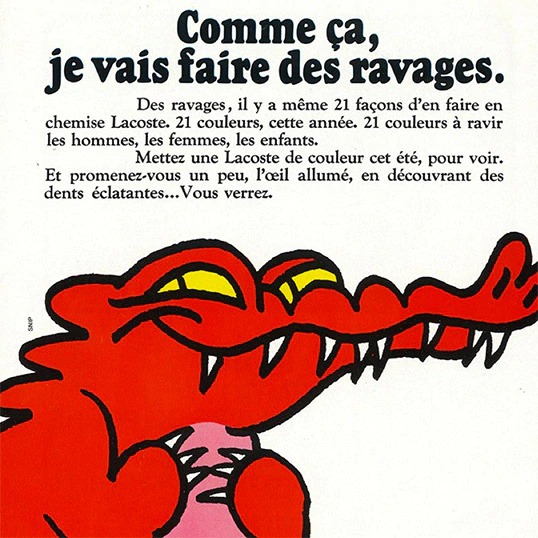 Comme ça,
je vais faire des ravages.
Des ravages, il y a même 21 façons d'en faire en
chemise Lacoste. 21 couleurs, cette année. 21 couleurs à ravir
les hommes, les femmes, les enfants.
Mettez une Lacoste de couleur cet été, pour voir.
Et promenez-vous un peu, l'œil allumé, en découvrant des
dents éclatantes...Vous verrez.
SNIP